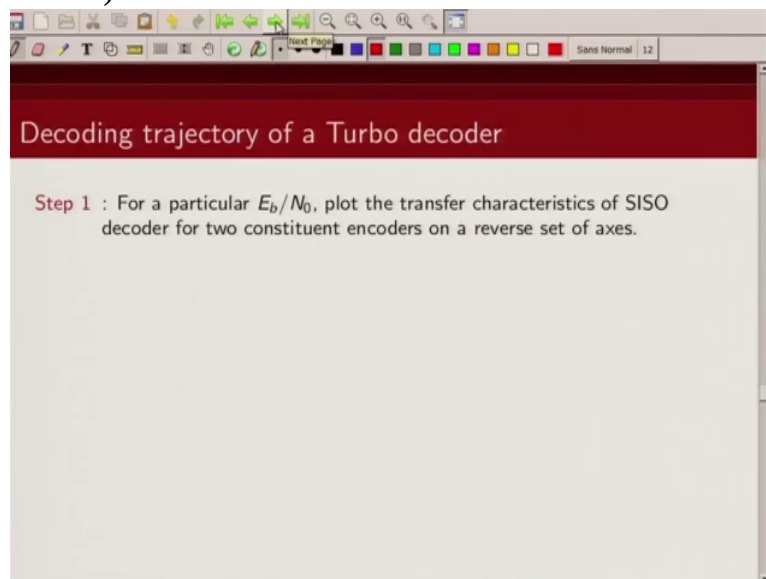 Next Page
Sans Normal 12
Decoding trajectory of a Turbo decoder
Step 1 : For a particular E_b/N_0, plot the transfer characteristics of SISO
decoder for two constituent encoders on a reverse set of axes.